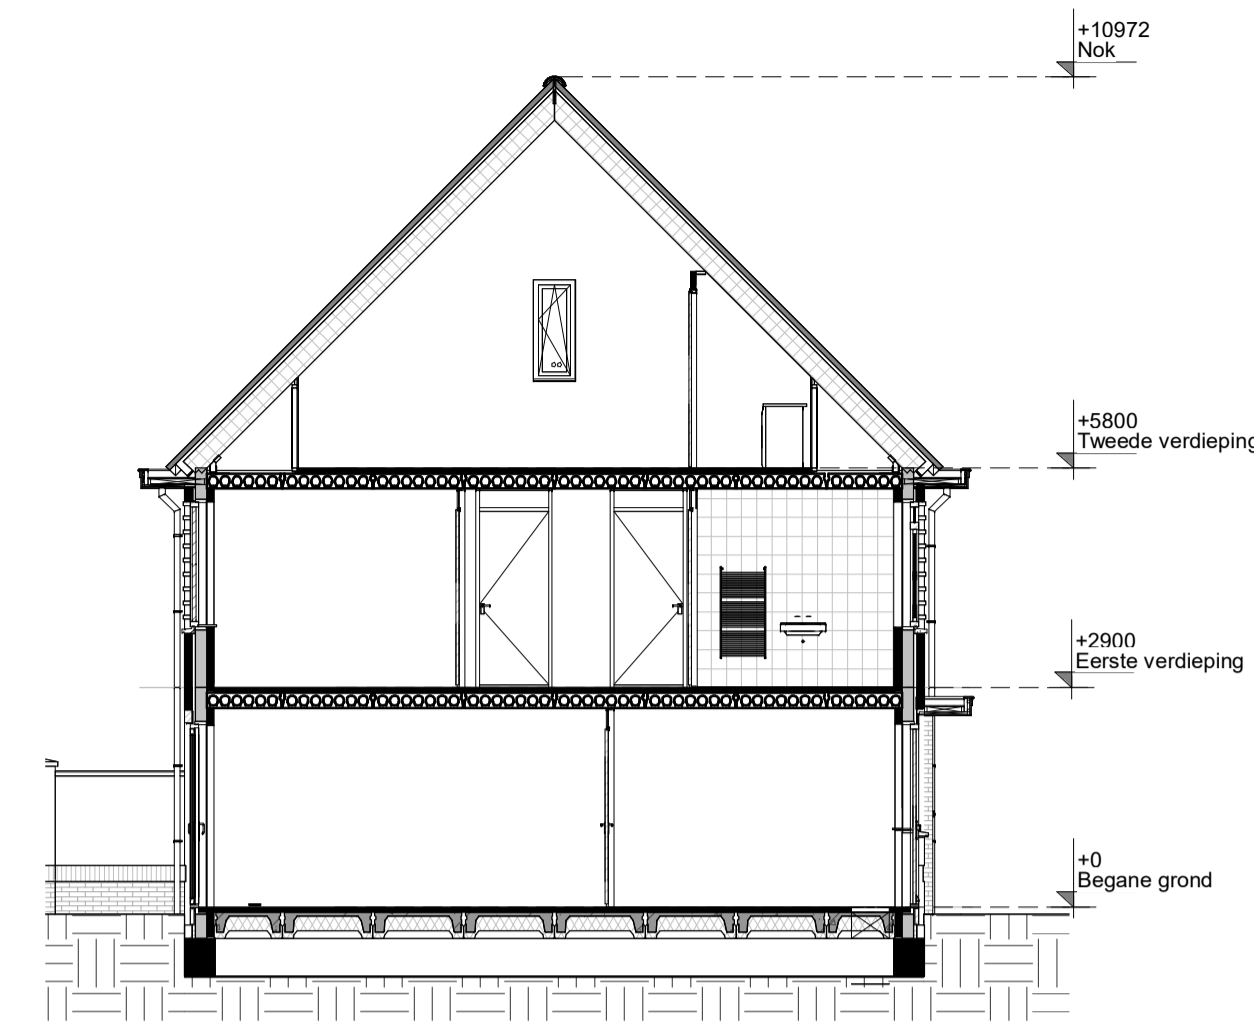 +10972
Nok
+5800
Tweede verdieping
+2900
Eerste verdieping
+0
Begane grond